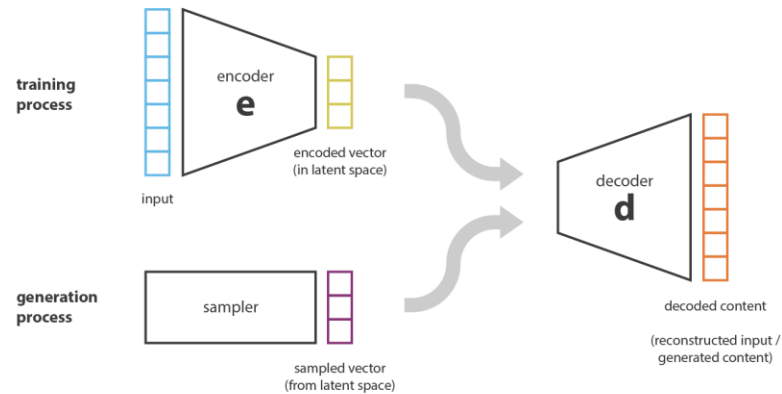 training
process
encoder
e
encoded vector
(in latent space)
input
decoder
d
generation
process
sampler
sampled vector
(from latent space)
decoded content
(reconstructed input /
generated content)